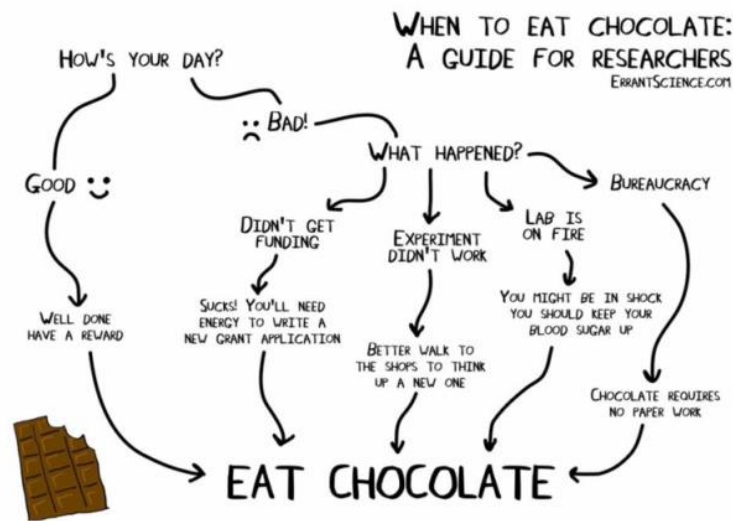 WHEN TO EAT CHOCOLATE:
A GUIDE FOR RESEARCHERS
ERRANTSCIENCE.COM
HOW'S YOUR DAY?
BAD!
WHAT HAPPENED?
GOOD
BUREAUCRACY
DIDN'T GET
FUNDING
EXPERIMENT
DIDN'T WORK
LAB IS
ON FIRE
WELL DONE
HAVE A REWARD
SUCKS! YOU'LL NEED
ENERGY TO WRITE A
NEW GRANT APPLICATION
BETTER WALK TO
THE SHOPS TO THINK
UP A NEW ONE
YOU MIGHT BE IN SHOCK
YOU SHOULD KEEP YOUR
BLOOD SUGAR UP
CHOCOLATE REQUIRES
NO PAPER WORK
EAT CHOCOLATE